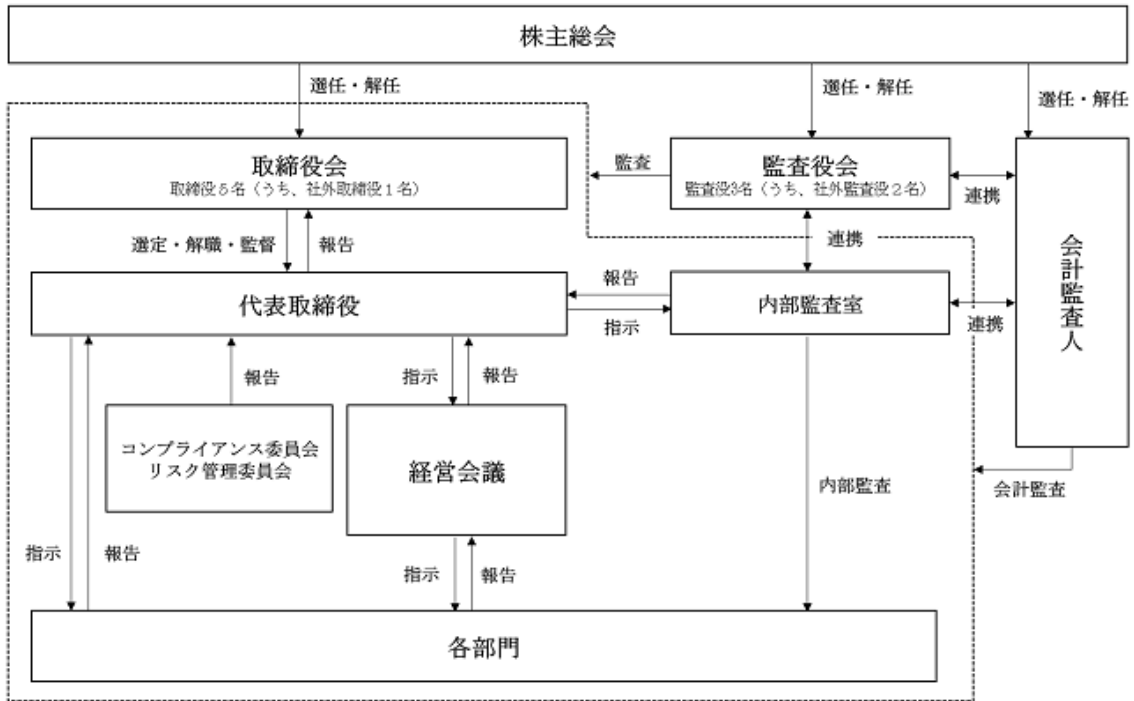 株主総会
選任・解任
選任・解任
選任・解任
取締役会
取締役5名（うち、社外取締役1名）
監査
監査役会
監査役3名（うち、社外監査役2名）
連携
選定・解職・監督
報告
連携
会計監査人
代表取締役
報告
指示
内部監査室
連携
報告
指示
報告
コンプライアンス委員会
リスク管理委員会
経営会議
内部監査
会計監査
指示
報告
指示
報告
各部門